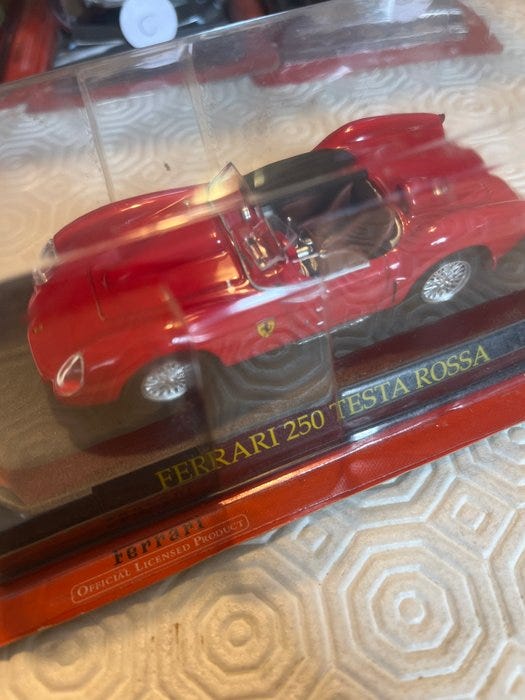 FERRARI 250 TESTA ROSSA
Ferrari
OFFICIAL LICENSED PRODUCT